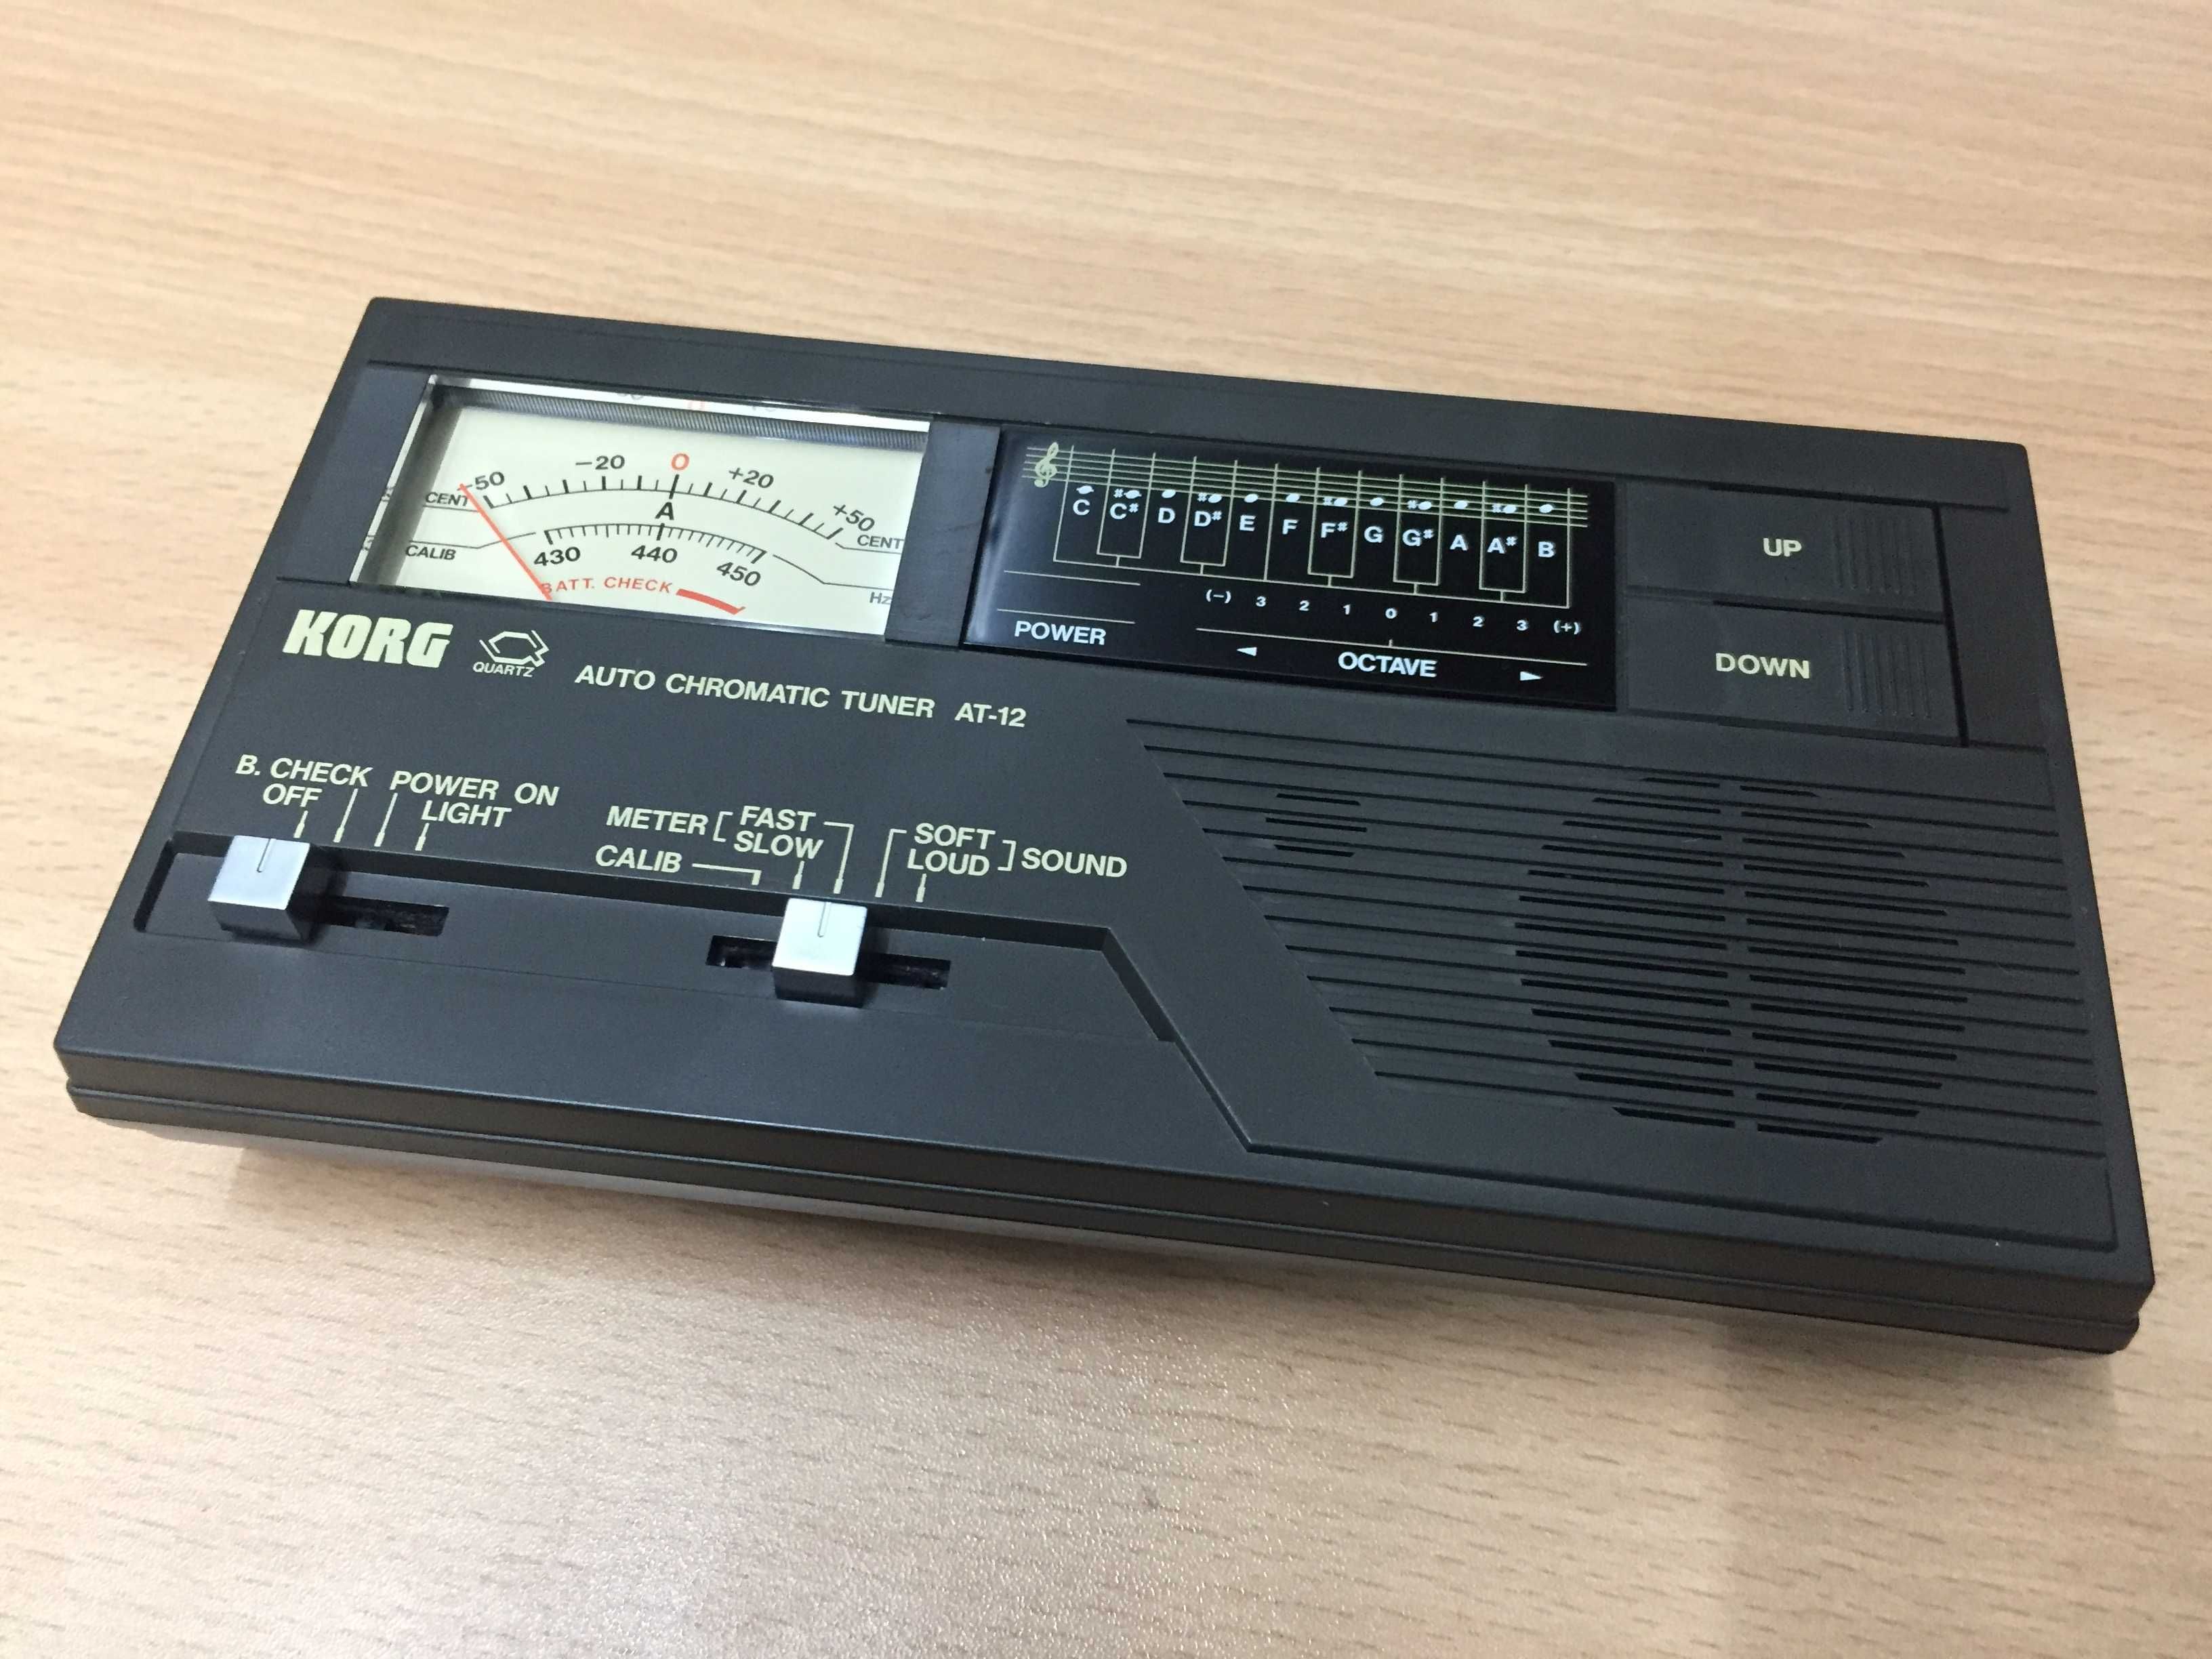 -50 -20 0 +20 +50
CENT CENT
A
CALIB 430 440 450 Hz
BATT. CHECK
C C# D D# E F F# G G# A A# B
(-) 3 2 1 0 1 2 3 (+)
POWER ◄ OCTAVE ►
UP
DOWN
KORG QUARTZ AUTO CHROMATIC TUNER AT-12
B. CHECK POWER ON
OFF LIGHT
METER FAST SOFT SOUND
SLOW LOUD
CALIB